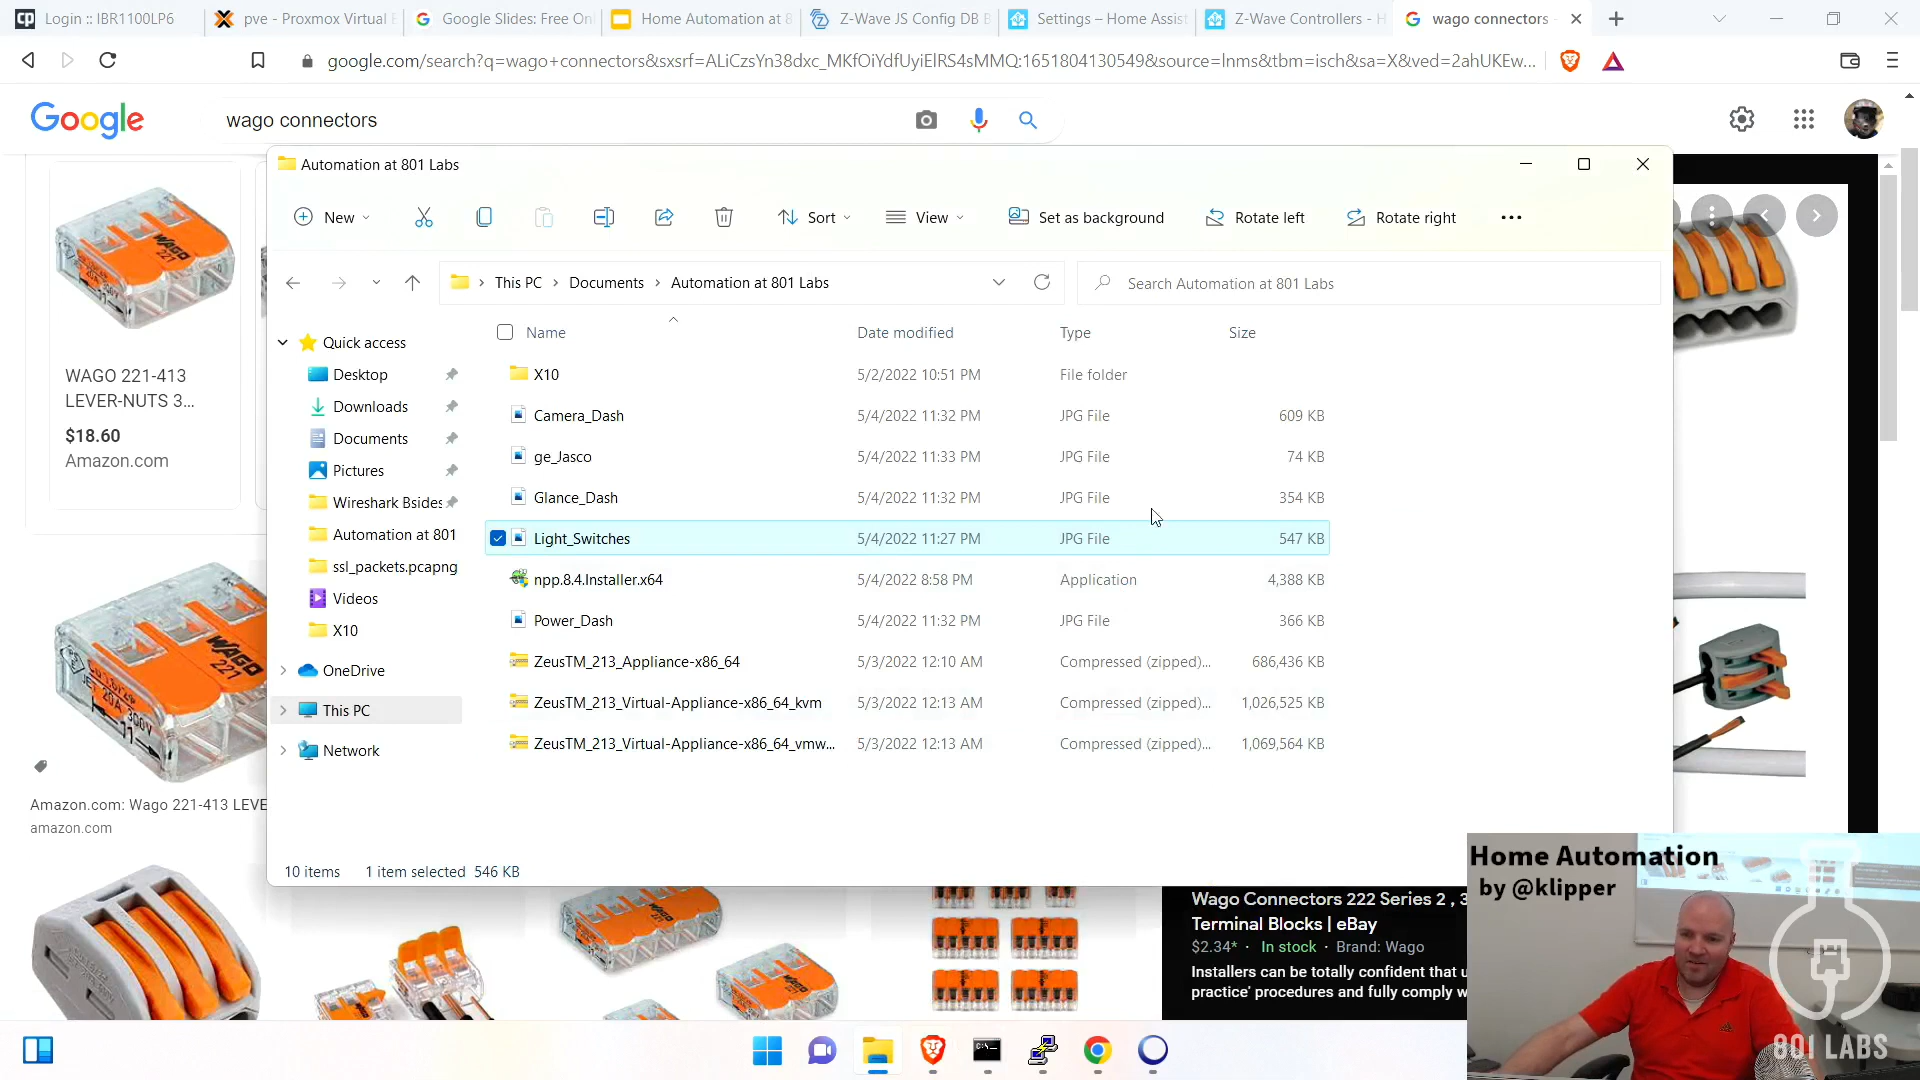 Login :: IBR1100LP6
pve - Proxmox Virtual E
Google Slides: Free On
Home Automation at 8
Z-Wave JS Config DB B
Settings – Home Assist
Z-Wave Controllers - H
wago connectors
google.com/search?q=wago+connectors&sxsrf=ALiCzsYn38dxc_MKfOiYdfUyiElRS4sMMQ:1651804130549&source=lnms&tbm=isch&sa=X&ved=2ahUKEw...
Google
wago connectors
Automation at 801 Labs
New
Sort
View
Set as background
Rotate left
Rotate right
This PC > Documents > Automation at 801 Labs
Search Automation at 801 Labs
Name Date modified Type Size
X10 5/2/2022 10:51 PM File folder
Camera_Dash 5/4/2022 11:32 PM JPG File 609 KB
ge_Jasco 5/4/2022 11:33 PM JPG File 74 KB
Glance_Dash 5/4/2022 11:32 PM JPG File 354 KB
Light_Switches 5/4/2022 11:27 PM JPG File 547 KB
npp.8.4.Installer.x64 5/4/2022 8:58 PM Application 4,388 KB
Power_Dash 5/4/2022 11:32 PM JPG File 366 KB
ZeusTM_213_Appliance-x86_64 5/3/2022 12:10 AM Compressed (zipped)... 686,436 KB
ZeusTM_213_Virtual-Appliance-x86_64_kvm 5/3/2022 12:13 AM Compressed (zipped)... 1,026,525 KB
ZeusTM_213_Virtual-Appliance-x86_64_vmw... 5/3/2022 12:13 AM Compressed (zipped)... 1,069,564 KB
Quick access
Desktop
Downloads
Documents
Pictures
Wireshark Bsides
Automation at 801
ssl_packets.pcapng
Videos
X10
OneDrive
This PC
Network
10 items 1 item selected 546 KB
WAGO
221
WAGO 221-413
LEVER-NUTS 3...
$18.60
Amazon.com
WAGO
221
JET 20A 300V
Amazon.com: Wago 221-413 LEVE
amazon.com
Wago Connectors 222 Series 2 , 3
Terminal Blocks | eBay
$2.34* · In stock · Brand: Wago
Installers can be totally confident that u
practice' procedures and fully comply w
Home Automation
by @klipper
801 LABS